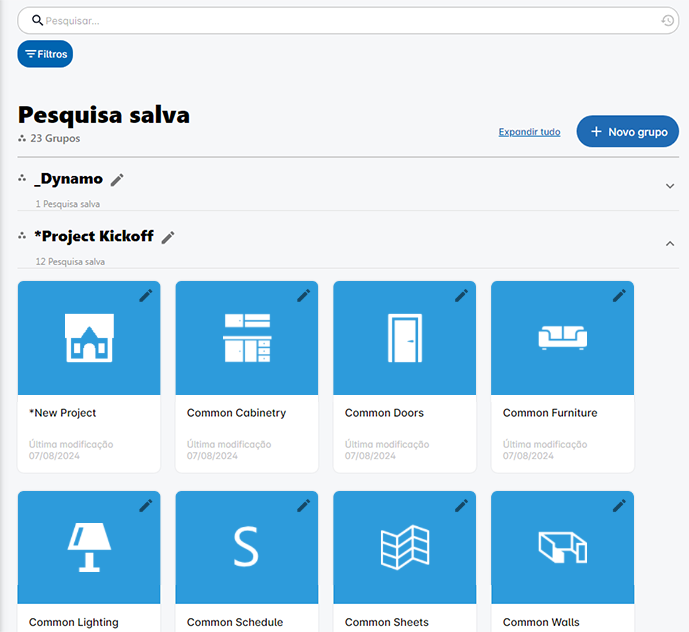 Pesquisar...
Filtros
Pesquisa salva
23 Grupos
Expandir tudo
+ Novo grupo
_Dynamo
1 Pesquisa salva
*Project Kickoff
12 Pesquisa salva
*New Project
Última modificação
07/08/2024
Common Cabinetry
Última modificação
07/08/2024
Common Doors
Última modificação
07/08/2024
Common Furniture
Última modificação
07/08/2024
Common Lighting
S
Common Schedule
Common Sheets
Common Walls